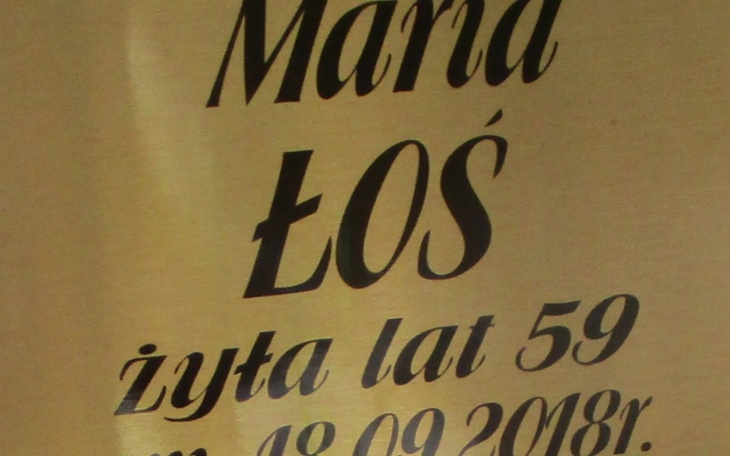 Maria
ŁOŚ
żyła lat 59
m. 18.09.2018r.